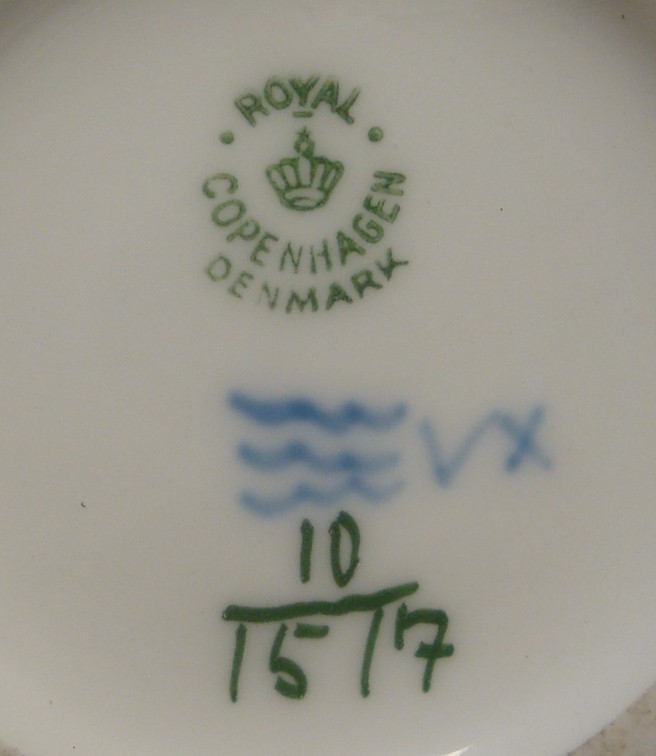 ROYAL
COPENHAGEN
DENMARK
VX
10
1517